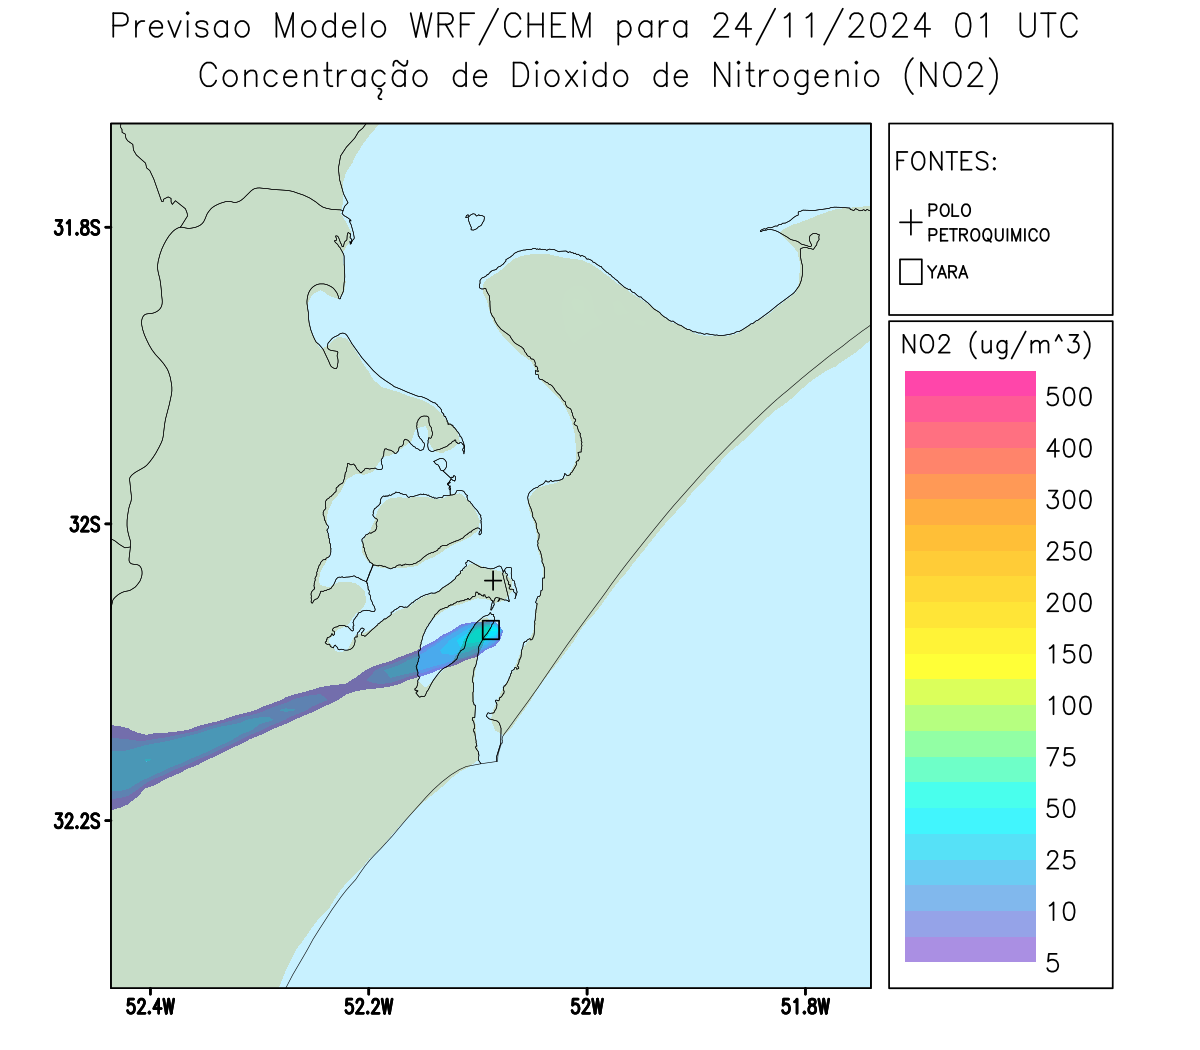 Previsao Modelo WRF/CHEM para 24/11/2024 01 UTC
Concentração de Dioxido de Nitrogenio (NO2)
FONTES:
POLO
PETROQUIMICO
YARA
NO2 (ug/m^3)
500
400
300
250
200
150
100
75
50
25
10
5
31.8S
32S
32.2S
52.4W
52.2W
52W
51.8W